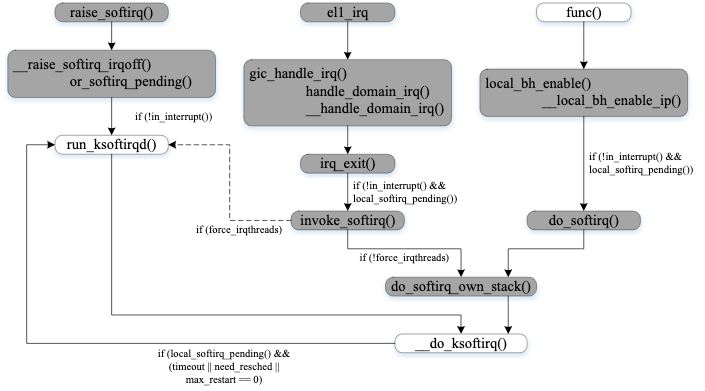 raise_softirq()
el1_irq
func()
__raise_softirq_irqoff()
or_softirq_pending()
gic_handle_irq()
handle_domain_irq()
__handle_domain_irq()
local_bh_enable()
__local_bh_enable_ip()
if (!in_interrupt())
run_ksoftirqd()
irq_exit()
if (!in_interrupt() &&
local_softirq_pending())
if (!in_interrupt() &&
local_softirq_pending())
if (force_irqthreads)
invoke_softirq()
do_softirq()
if (!force_irqthreads)
do_softirq_own_stack()
__do_ksoftirq()
if (local_softirq_pending() &&
(timeout || need_resched ||
max_restart == 0)